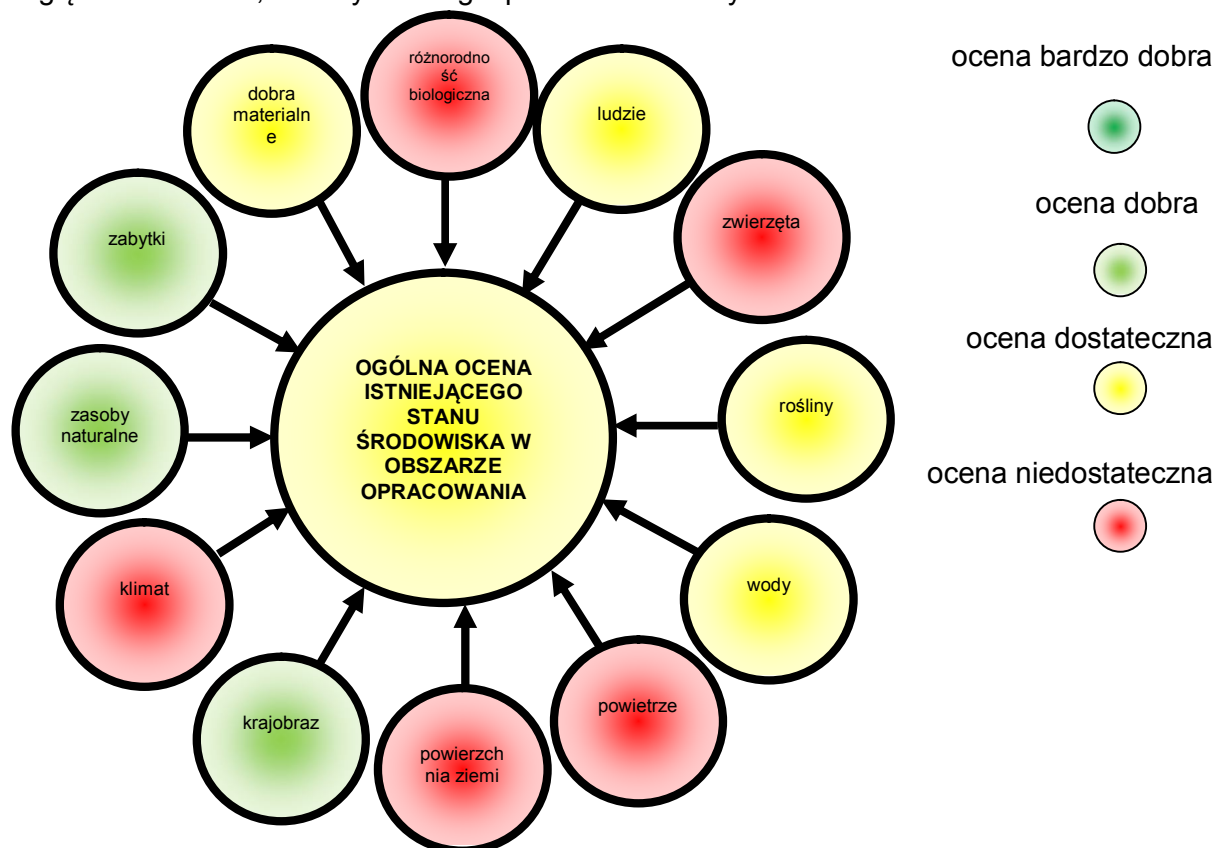 różnorodno
ść
biologiczna
ludzie
zwierzęta
rośliny
wody
powietrze
powierzch
nia ziemi
krajobraz
klimat
zasoby
naturalne
zabytki
dobra
materialn
e
OGÓLNA OCENA
ISTNIEJĄCEGO
STANU
ŚRODOWISKA W
OBSZARZE
OPRACOWANIA
ocena bardzo dobra
ocena dobra
ocena dostateczna
ocena niedostateczna